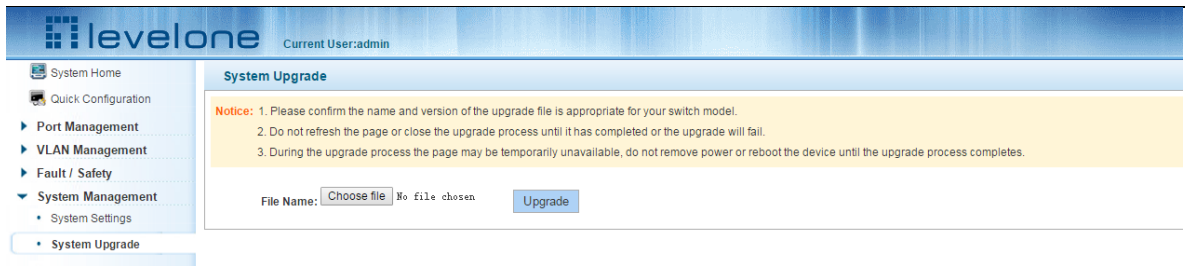 levelone
Current User:admin
System Home
Quick Configuration
Port Management
VLAN Management
Fault / Safety
System Management
System Settings
System Upgrade
System Upgrade
Notice: 1. Please confirm the name and version of the upgrade file is appropriate for your switch model.
2. Do not refresh the page or close the upgrade process until it has completed or the upgrade will fail.
3. During the upgrade process the page may be temporarily unavailable, do not remove power or reboot the device until the upgrade process completes.
File Name: Choose file No file chosen Upgrade